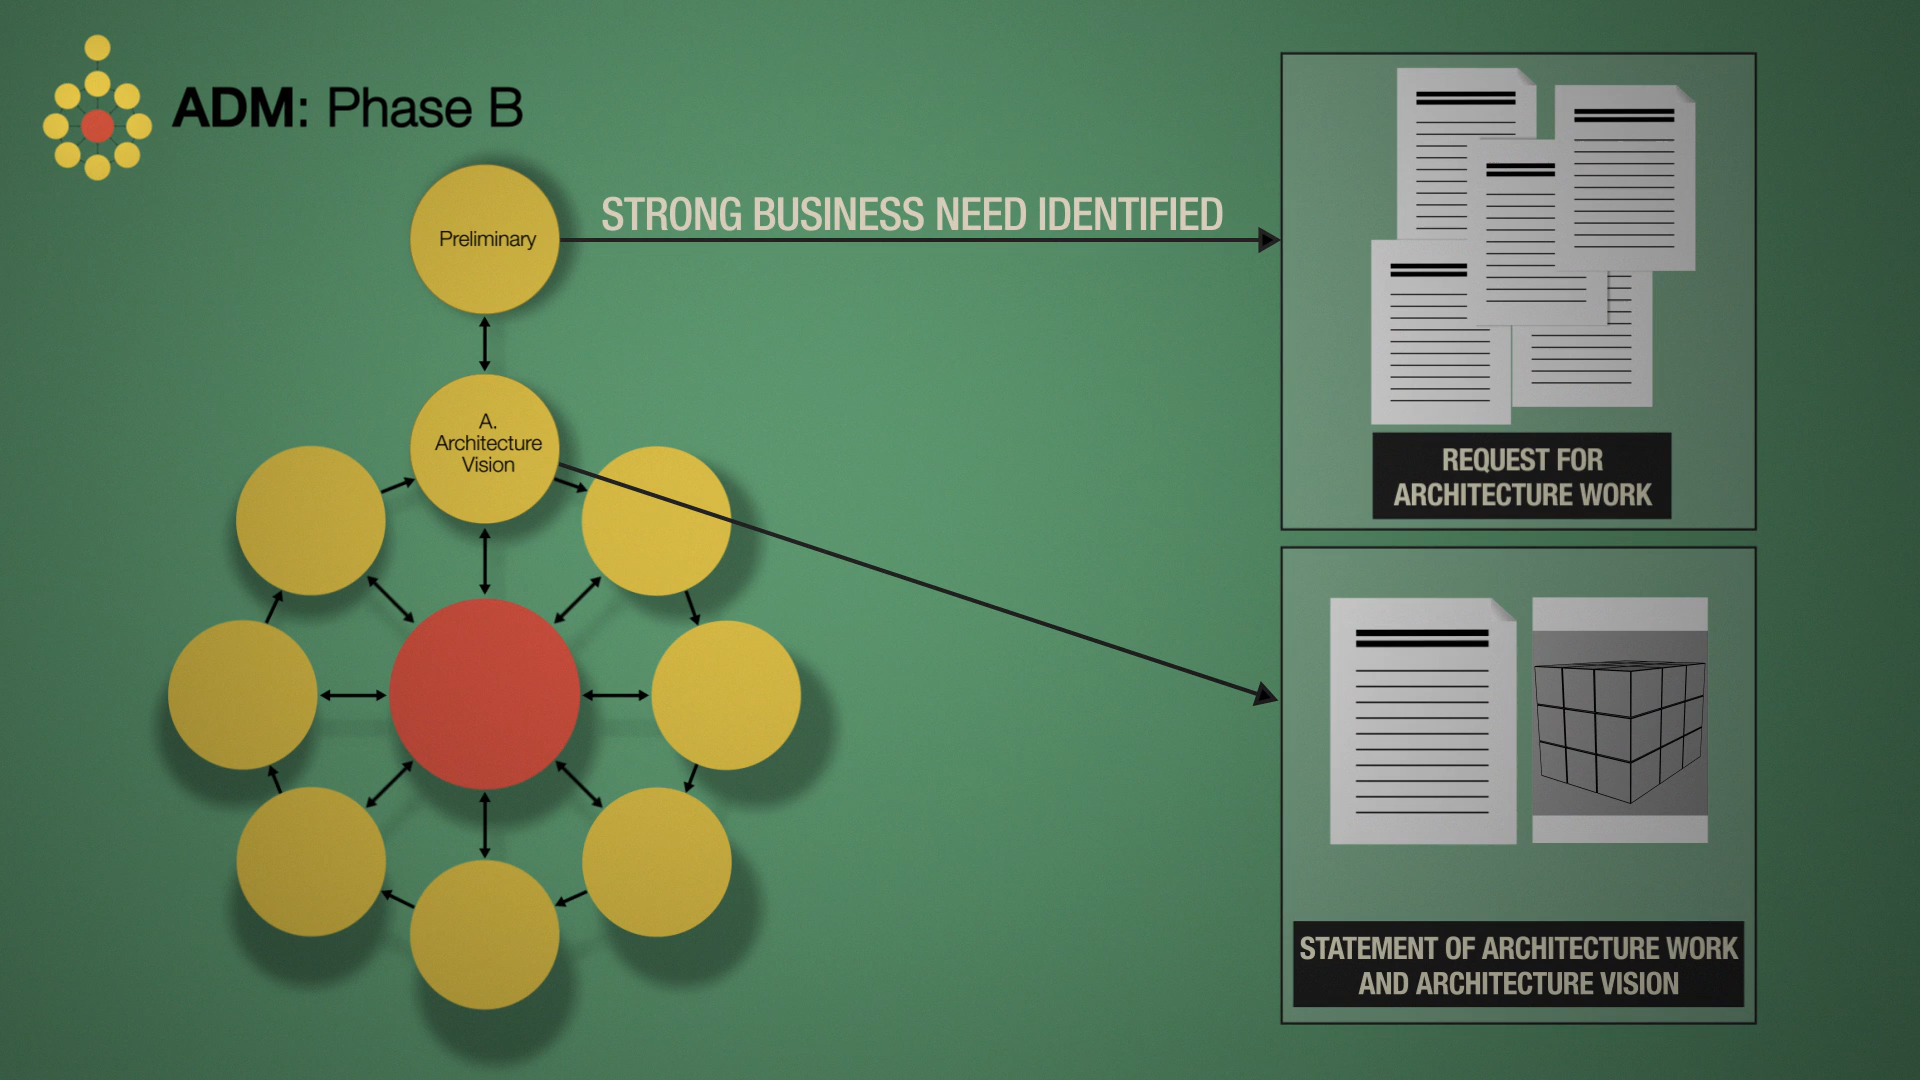 ADM: Phase B
Preliminary
STRONG BUSINESS NEED IDENTIFIED
A.
Architecture
Vision
REQUEST FOR
ARCHITECTURE WORK
STATEMENT OF ARCHITECTURE WORK
AND ARCHITECTURE VISION